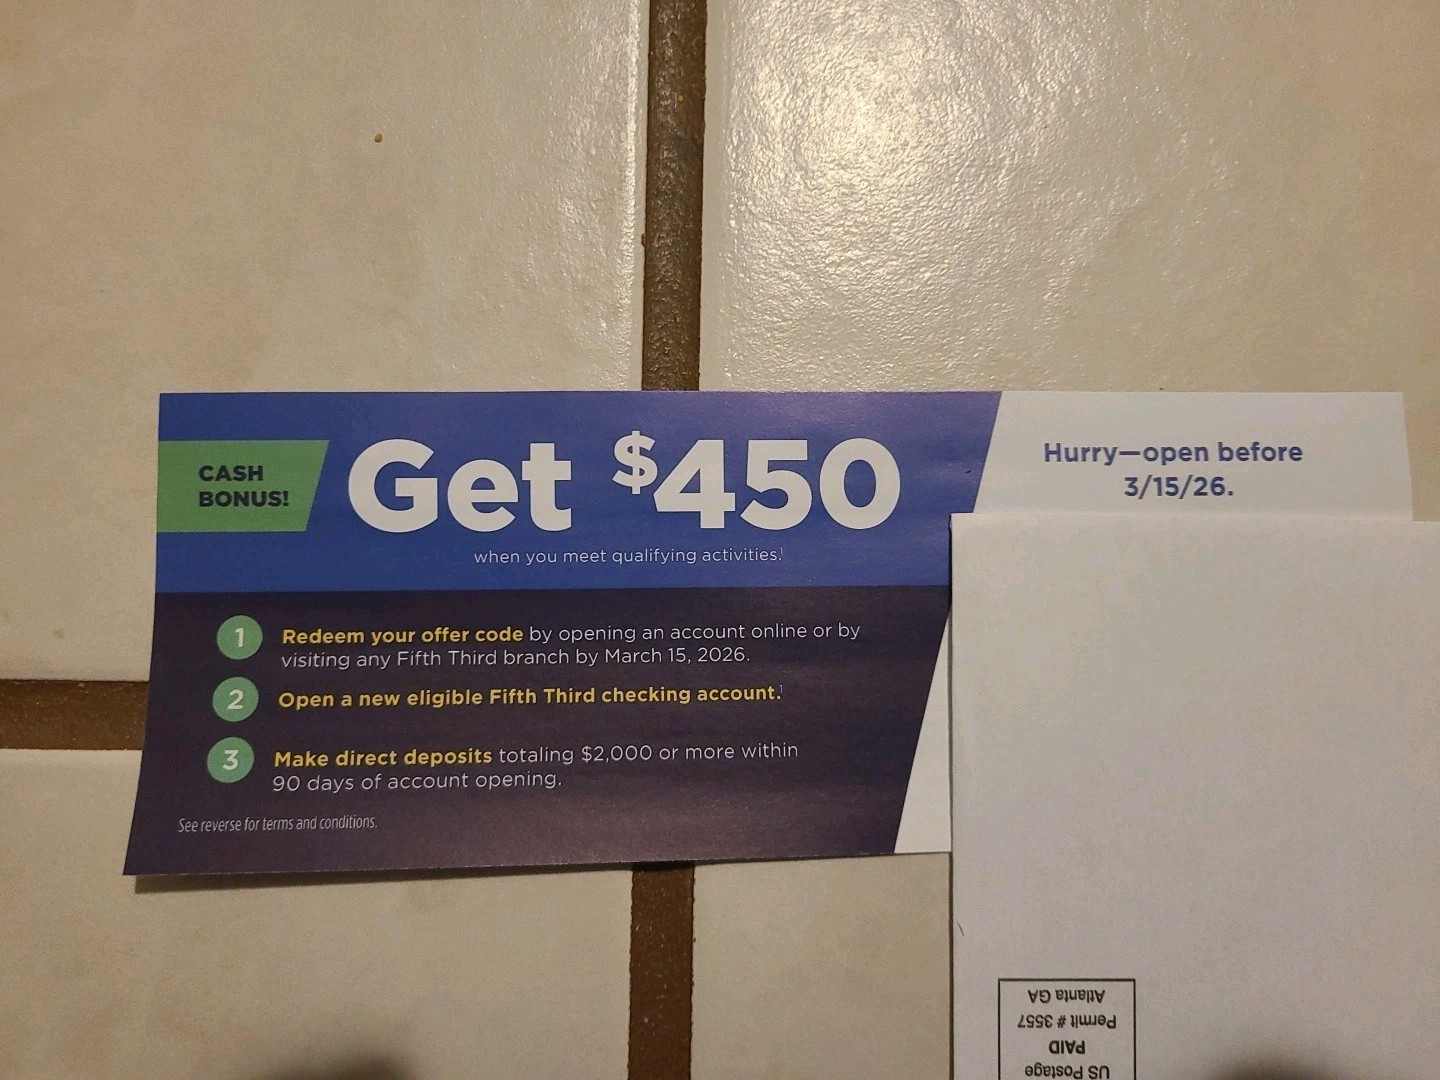 CASH
BONUS!
Get $450
when you meet qualifying activities.¹
Hurry—open before
3/15/26.
1 Redeem your offer code by opening an account online or by
visiting any Fifth Third branch by March 15, 2026.
2 Open a new eligible Fifth Third checking account.¹
3 Make direct deposits totaling $2,000 or more within
90 days of account opening.
See reverse for terms and conditions.
US Postage
PAID
Permit # 3557
Atlanta GA